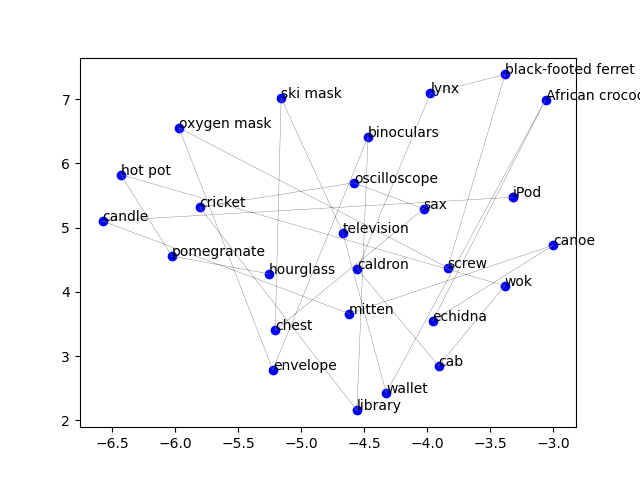 black-footed ferret
lynx
ski mask
African croco
oxygen mask
binoculars
hot pot
oscilloscope
iPod
cricket
sax
candle
television
canoe
pomegranate
hourglass
caldron
screw
wok
mitten
echidna
chest
envelope
cab
wallet
library
7
6
5
4
3
2
−6.5 −6.0 −5.5 −5.0 −4.5 −4.0 −3.5 −3.0